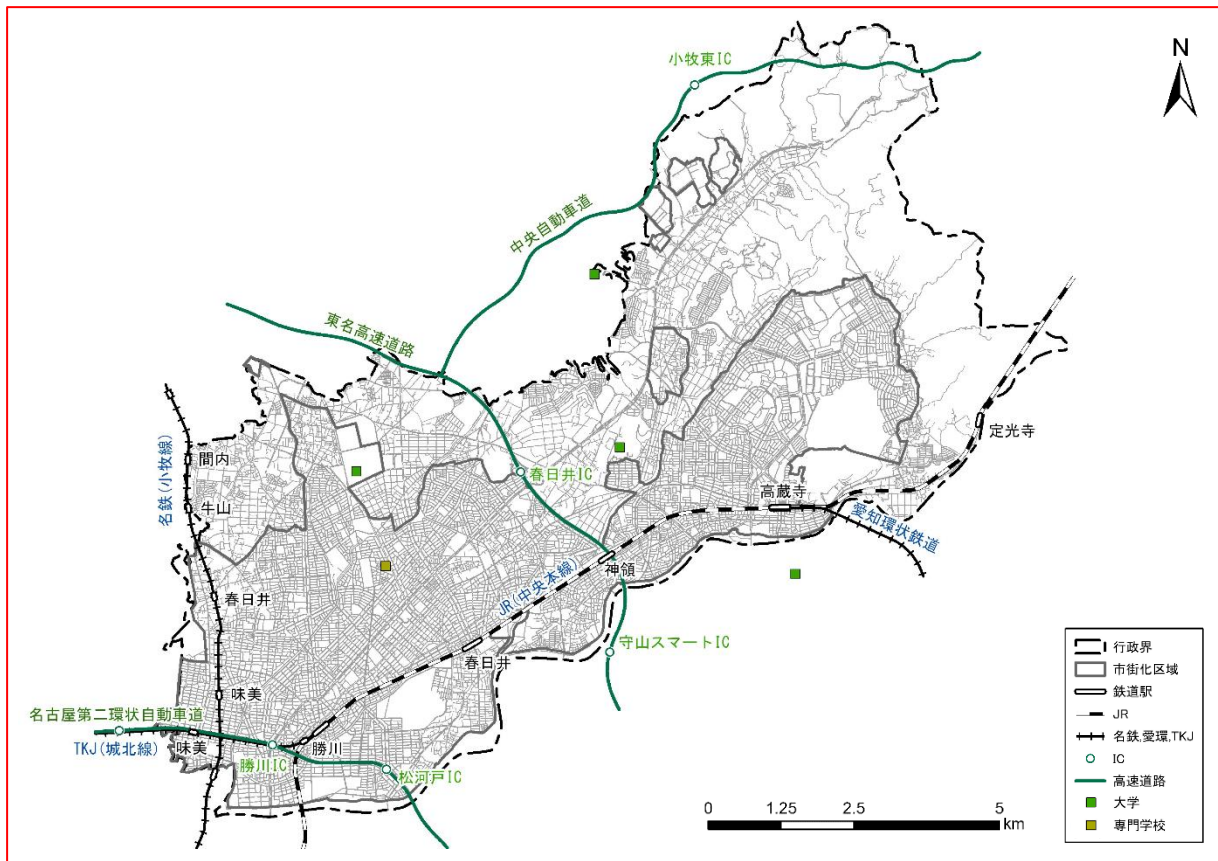 小牧東IC
N
中央自動車道
東名高速道路
定光寺
間内
名鉄(小牧線)
春日井IC
牛山
高蔵寺
愛知環状鉄道
神領
JR(中央本線)
春日井
守山スマートIC
春日井
味美
名古屋第二環状自動車道
TKJ(城北線)
味美
勝川
勝川IC
松河戸IC
行政界
市街化区域
鉄道駅
JR
名鉄,愛環,TKJ
IC
高速道路
大学
専門学校
0 1.25 2.5 5
km